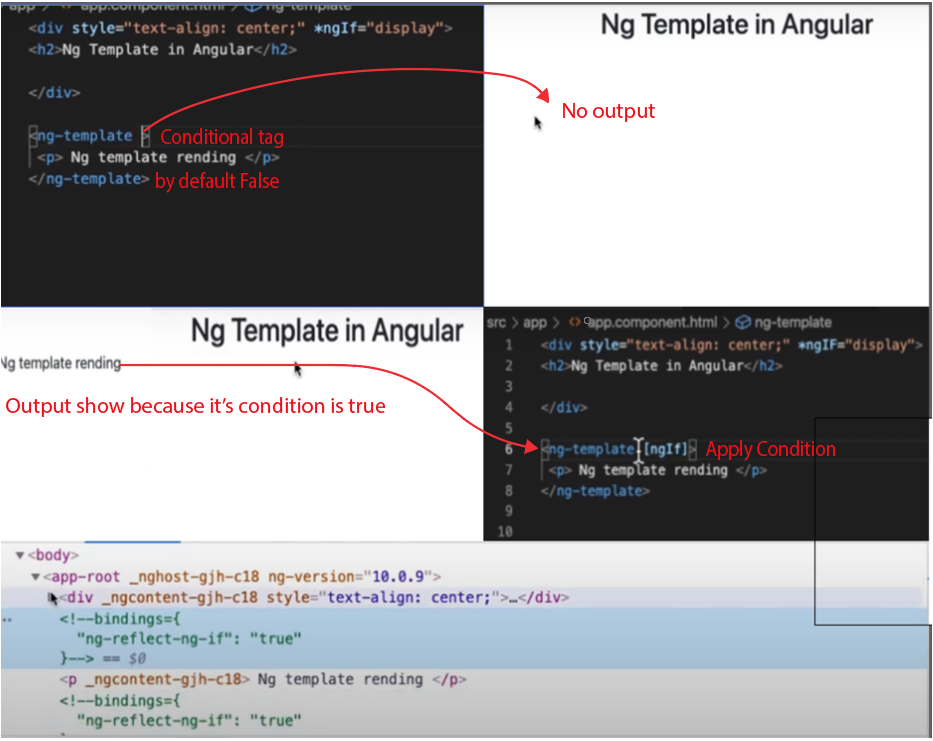 app > <> app.component.html > ng-template
<div style="text-align: center;" *ngIf="display">
<h2>Ng Template in Angular</h2>
</div>
<ng-template > Conditional tag
<p> Ng template rending </p>
</ng-template> by default False
Ng Template in Angular
No output
Ng Template in Angular
Ng template rending
Output show because it's condition is true
src > app > <> app.component.html > ng-template
1 <div style="text-align: center;" *ngIF="display">
2 <h2>Ng Template in Angular</h2>
3
4 </div>
5
6 <ng-template [ngIf]> Apply Condition
7 <p> Ng template rending </p>
8 </ng-template>
9
10
▼<body>
▼<app-root _nghost-gjh-c18 ng-version="10.0.9">
<div _ngcontent-gjh-c18 style="text-align: center;">…</div>
<!--bindings={
"ng-reflect-ng-if": "true"
}--> == $0
<p _ngcontent-gjh-c18> Ng template rending </p>
<!--bindings={
"ng-reflect-ng-if": "true"